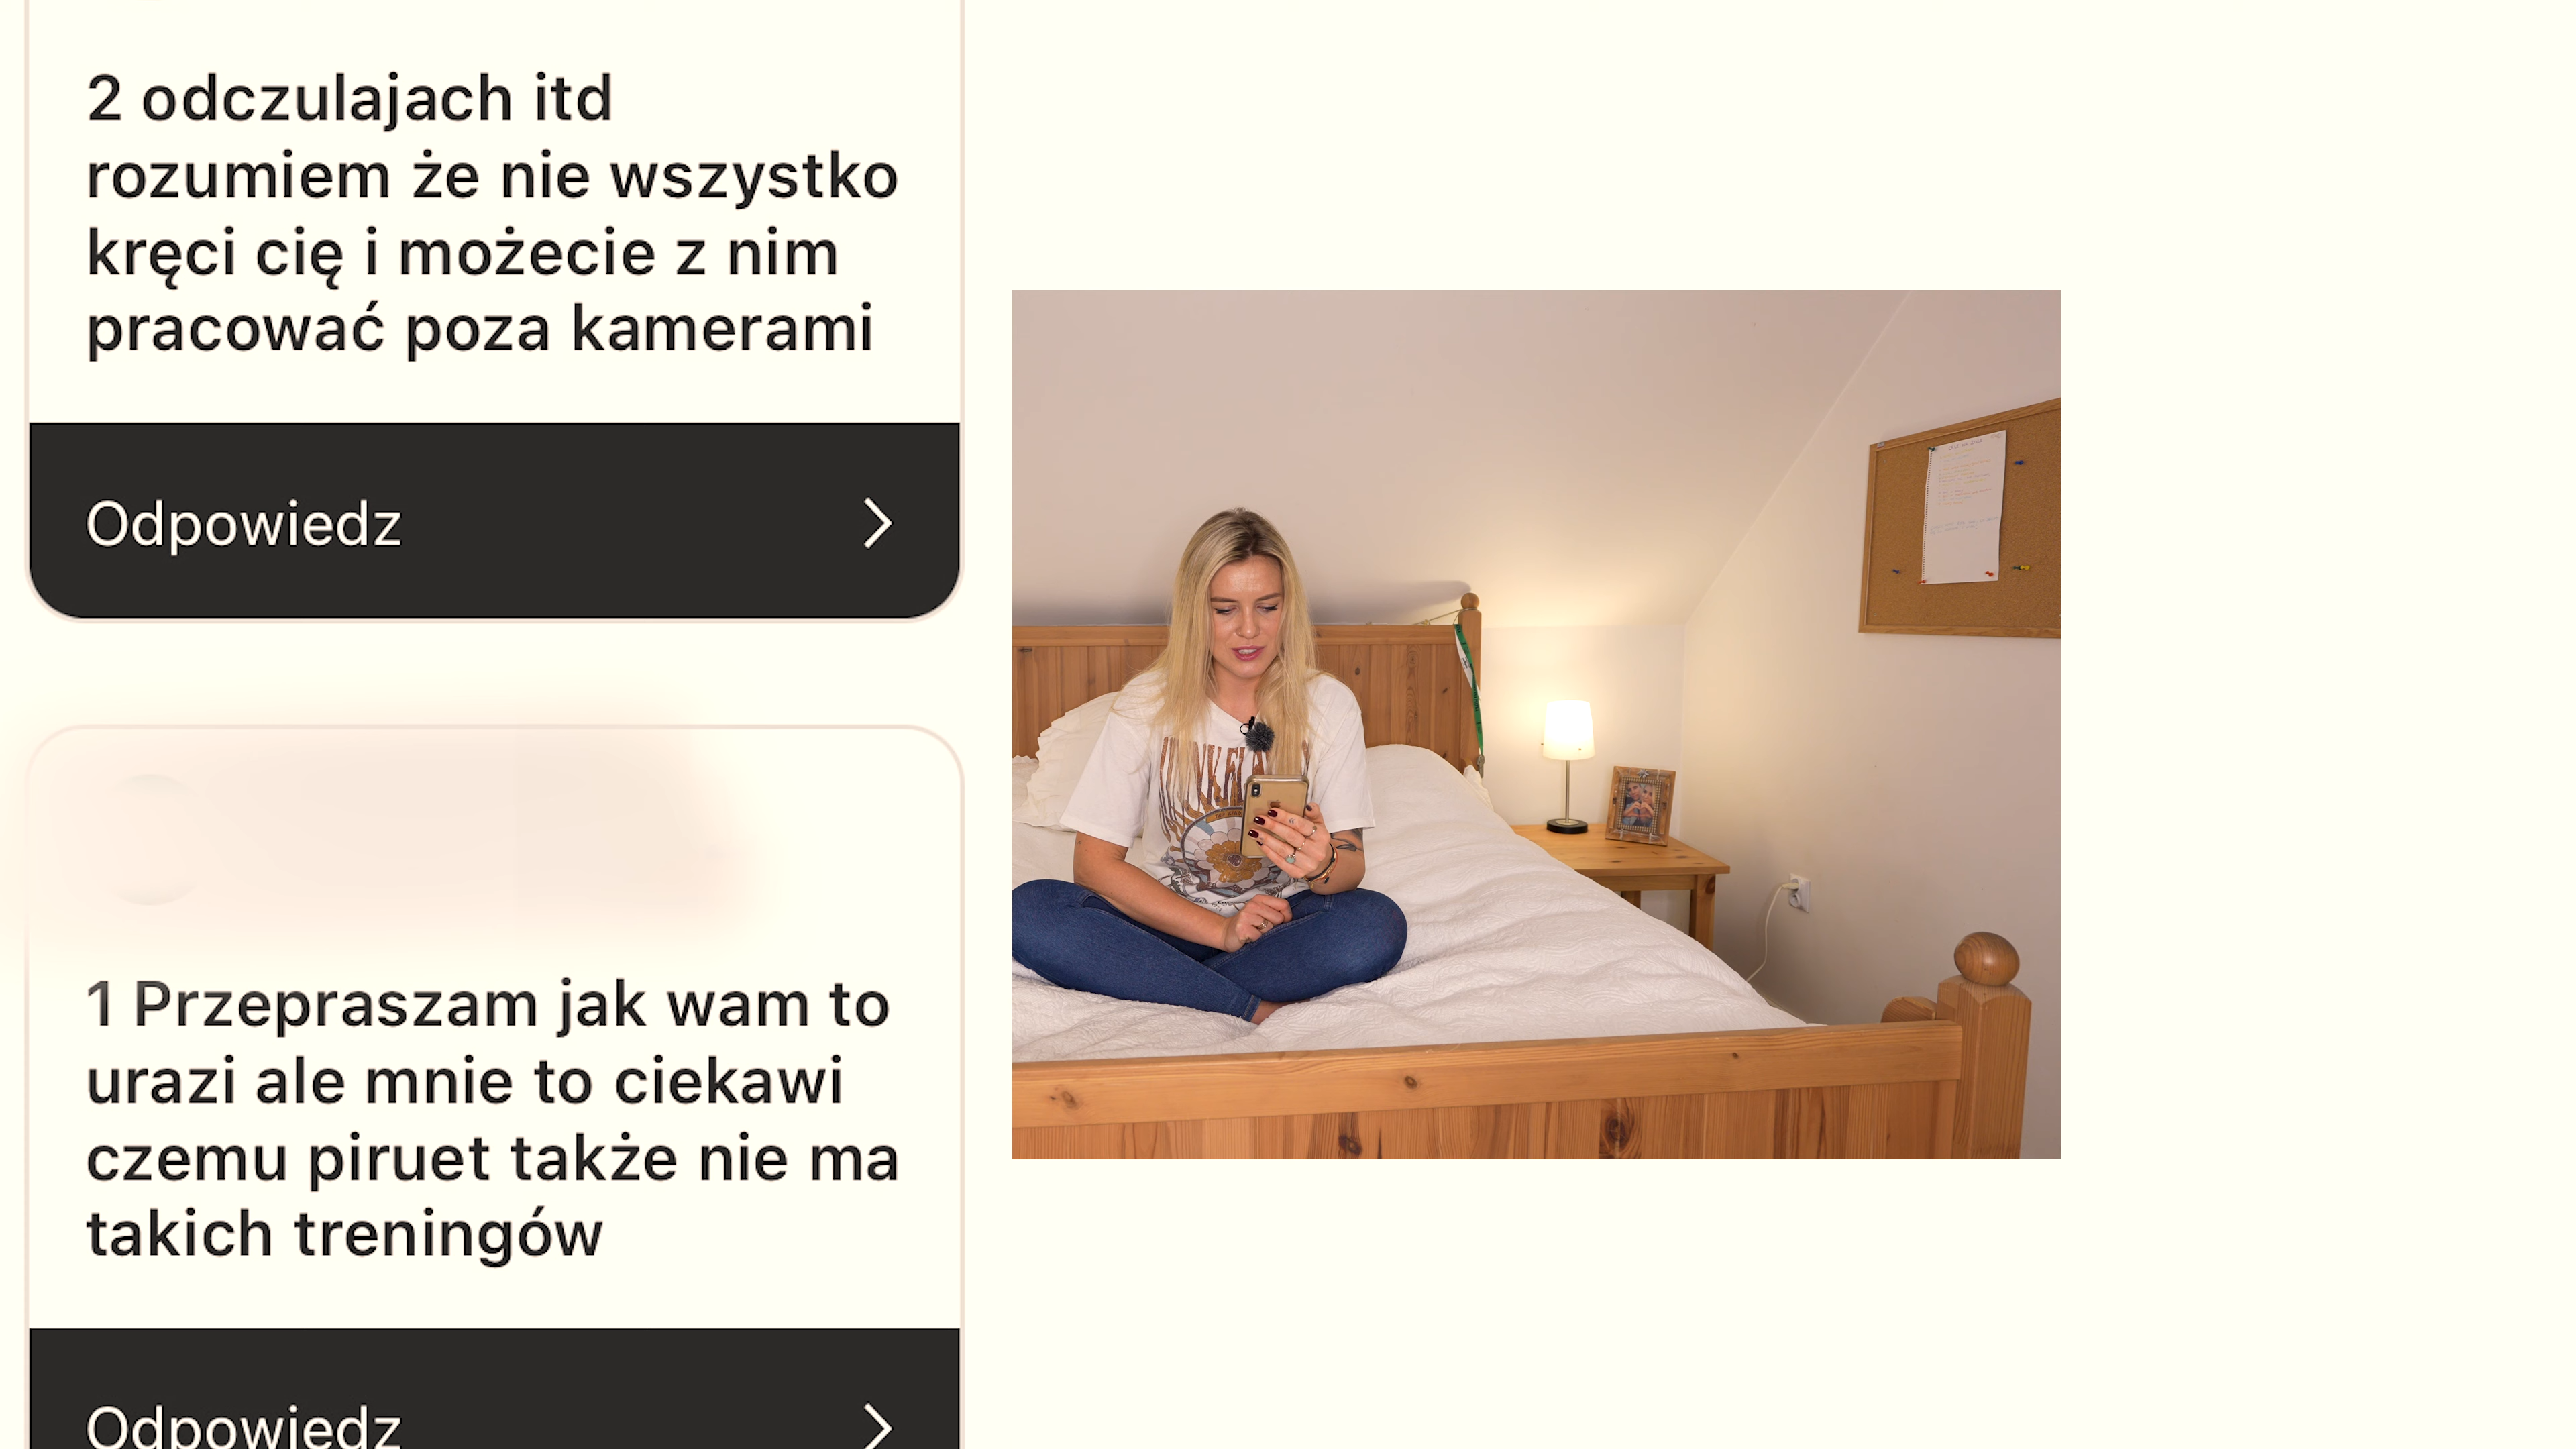 2 odczulajach itd
rozumiem że nie wszystko
kręci cię i możecie z nim
pracować poza kamerami
Odpowiedz
1 Przepraszam jak wam to
urazi ale mnie to ciekawi
czemu piruet także nie ma
takich treningów
Odpowiedz